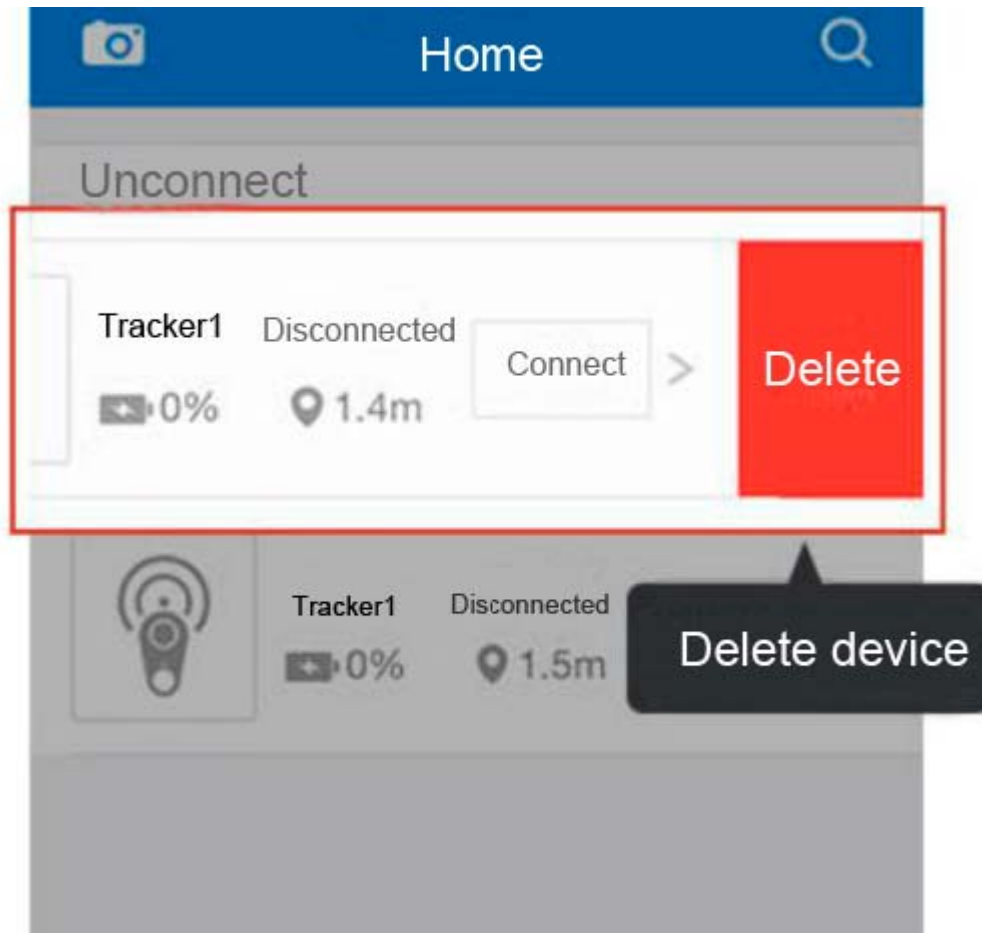 Home
Unconnect
Tracker1 Disconnected
Connect
Delete
0% 1.4m
Tracker1 Disconnected
0% 1.5m
Delete device